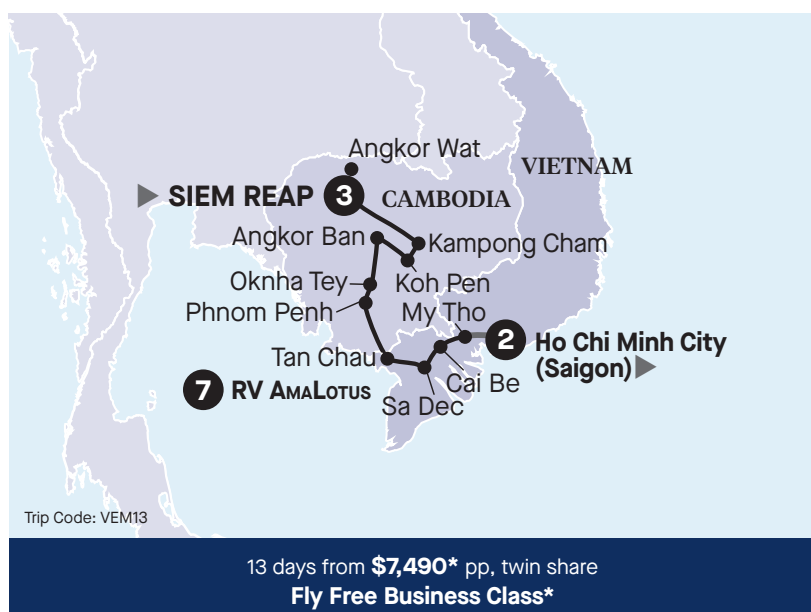 Angkor Wat
VIETNAM
SIEM REAP 3 CAMBODIA
Angkor Ban
Kampong Cham
Oknha Tey
Koh Pen
Phnom Penh
My Tho
2 Ho Chi Minh City
(Saigon)
Tan Chau
Cai Be
7 RV AMALOTUS
Sa Dec
Trip Code: VEM13
13 days from $7,490* pp, twin share
Fly Free Business Class*